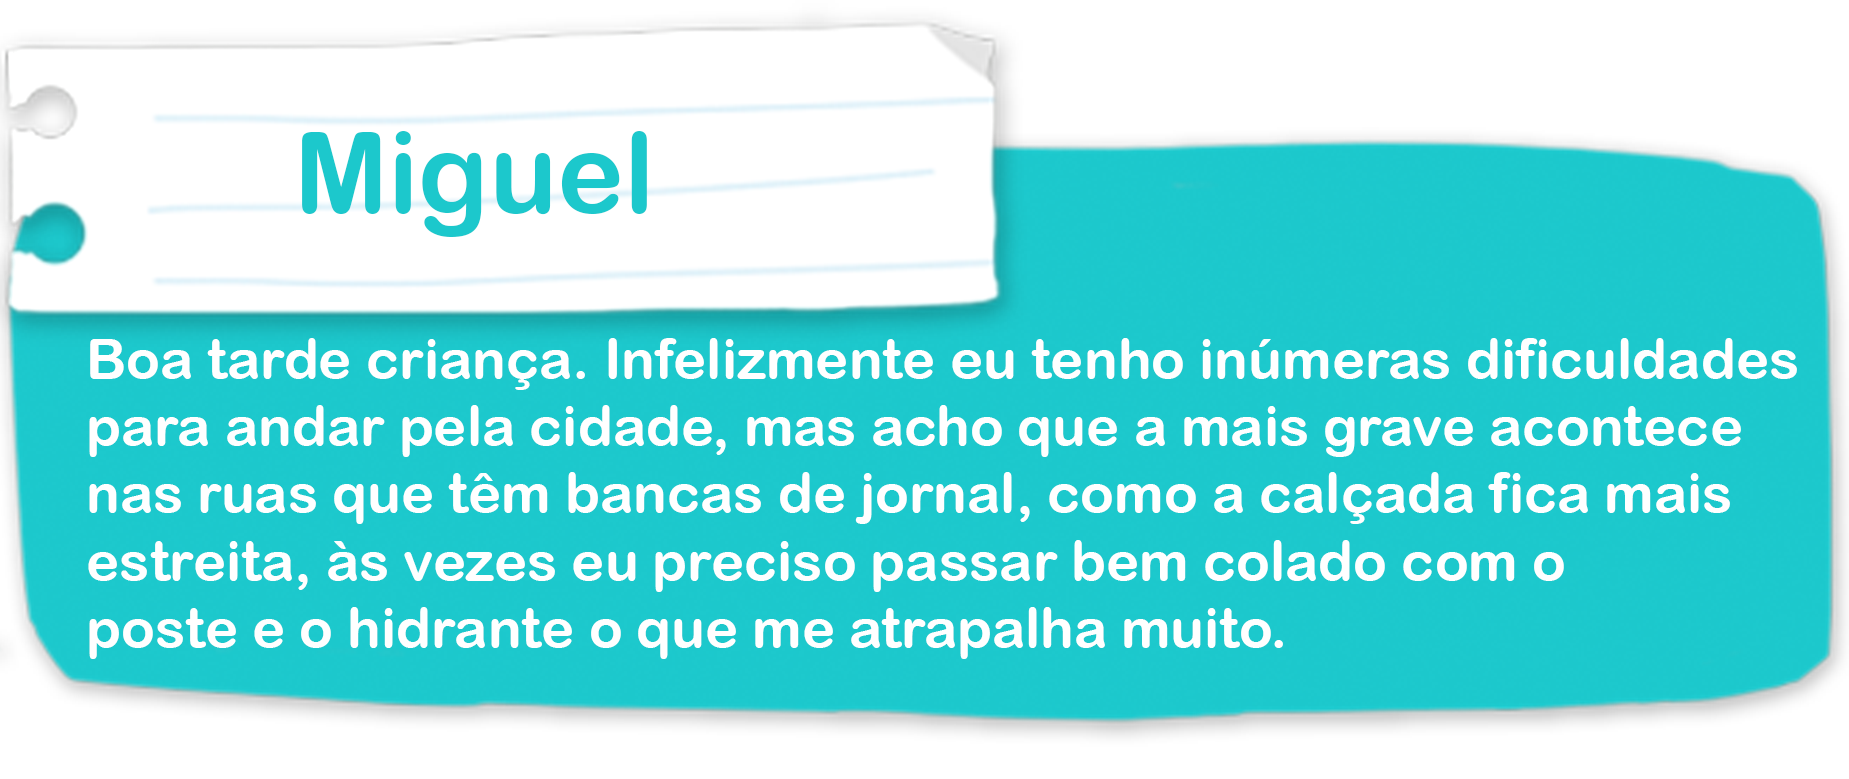 Miguel
Boa tarde criança. Infelizmente eu tenho inúmeras dificuldades
para andar pela cidade, mas acho que a mais grave acontece
nas ruas que têm bancas de jornal, como a calçada fica mais
estreita, às vezes eu preciso passar bem colado com o
poste e o hidrante o que me atrapalha muito.